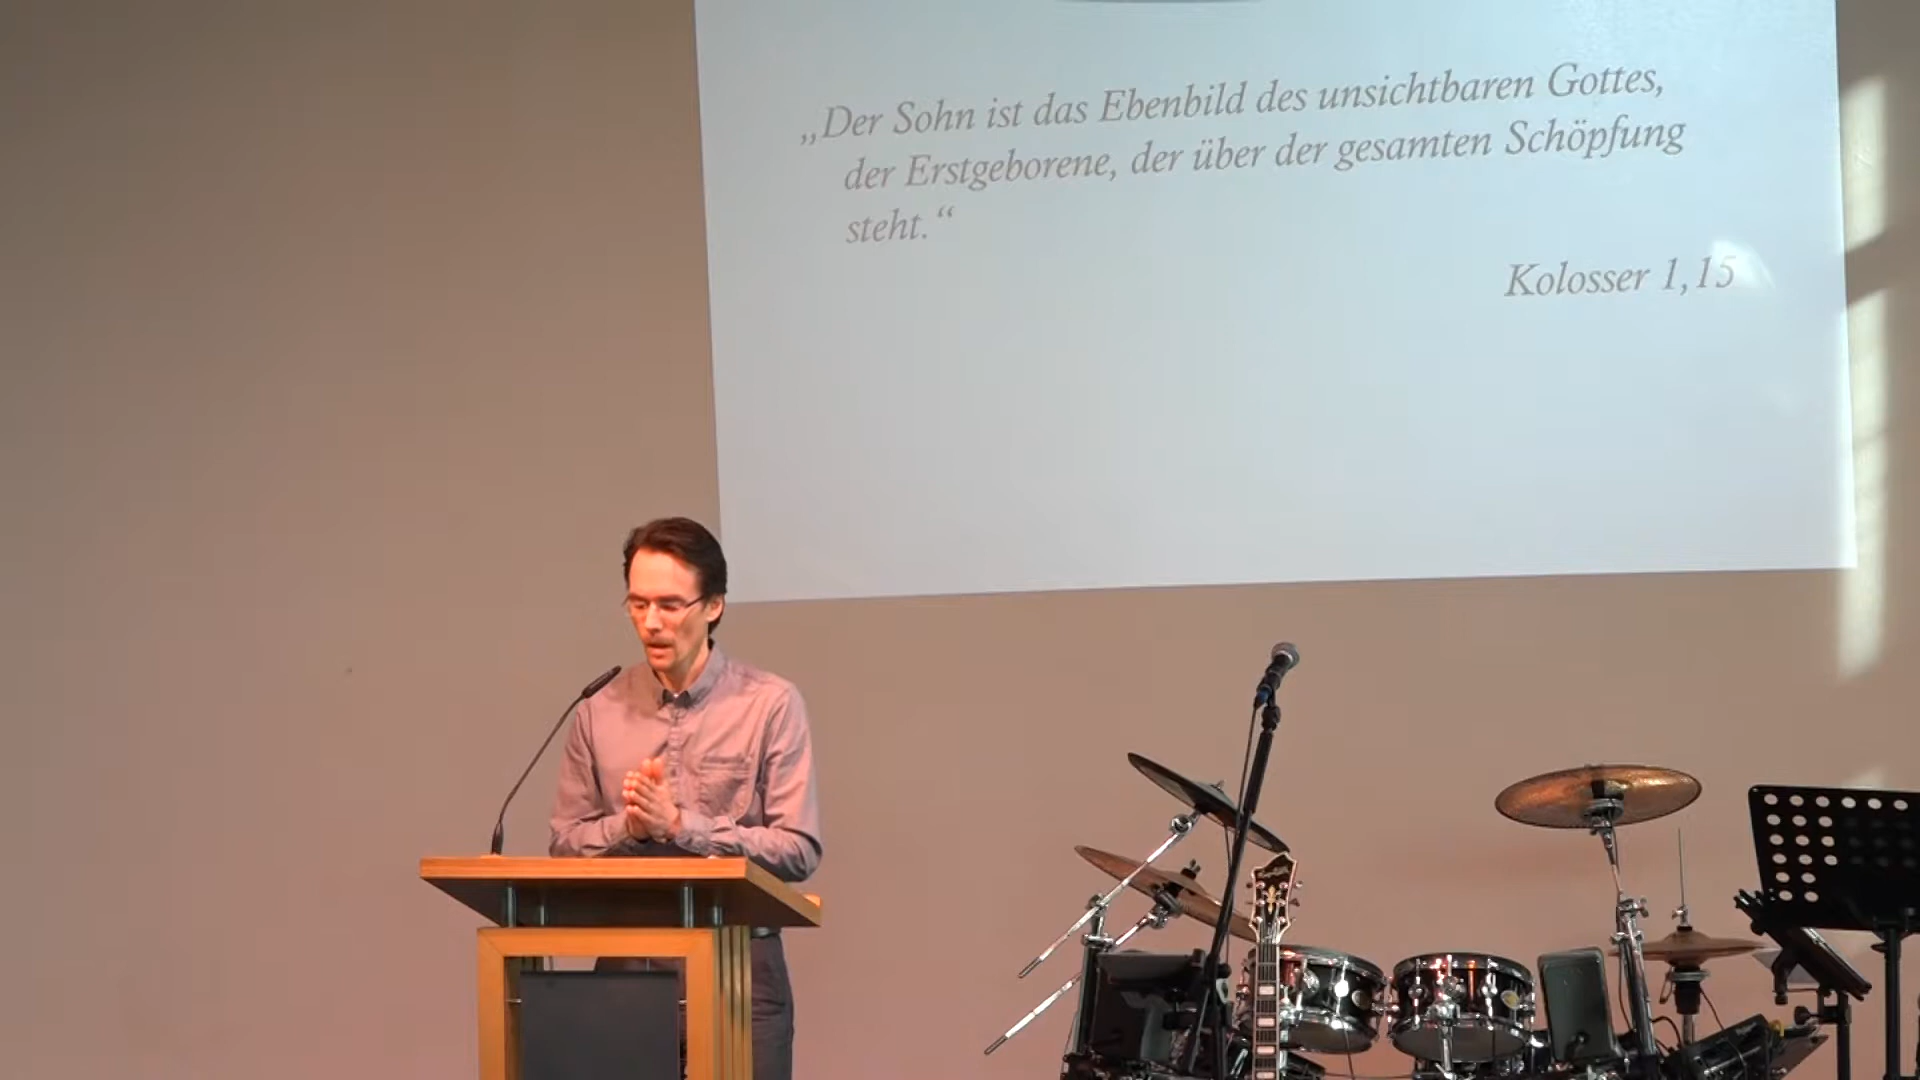 „Der Sohn ist das Ebenbild des unsichtbaren Gottes,
der Erstgeborene, der über der gesamten Schöpfung
steht.“
Kolosser 1,15